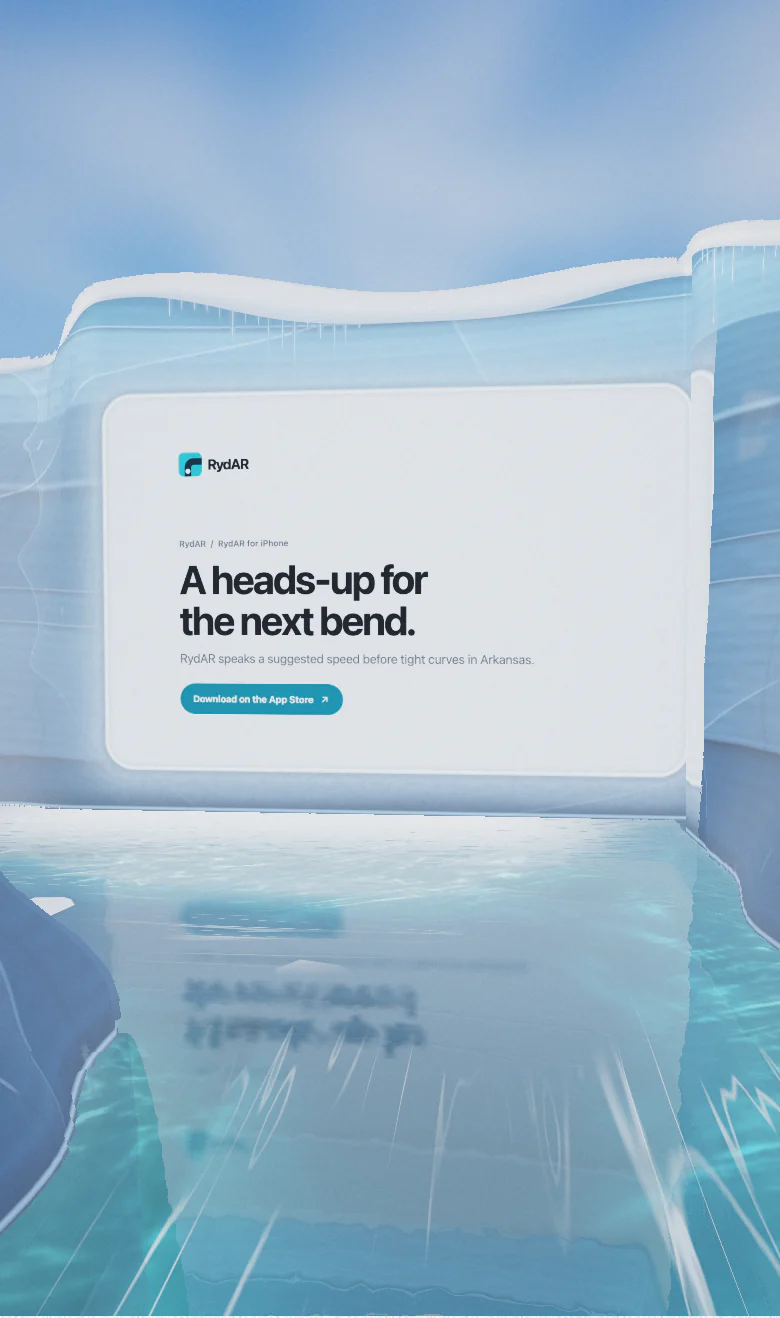 RydAR
RydAR / RydAR for iPhone
A heads-up for
the next bend.
RydAR speaks a suggested speed before tight curves in Arkansas.
Download on the App Store ↗